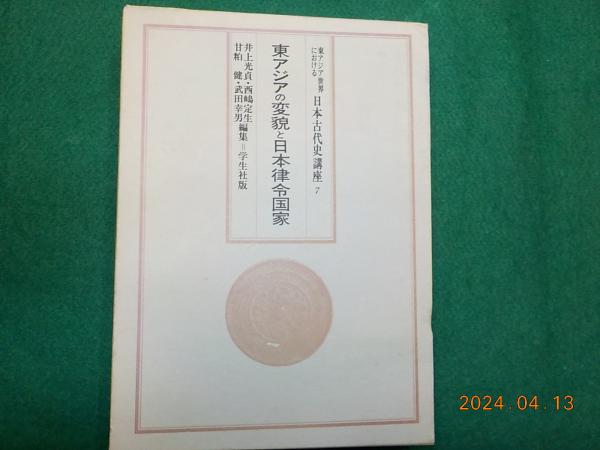 東アジア世界
における
日本古代史講座 7
東アジアの変貌と日本律令国家
井上光貞・西嶋定生
甘粕 健・武田幸男編集=学生社版
2024.04.13